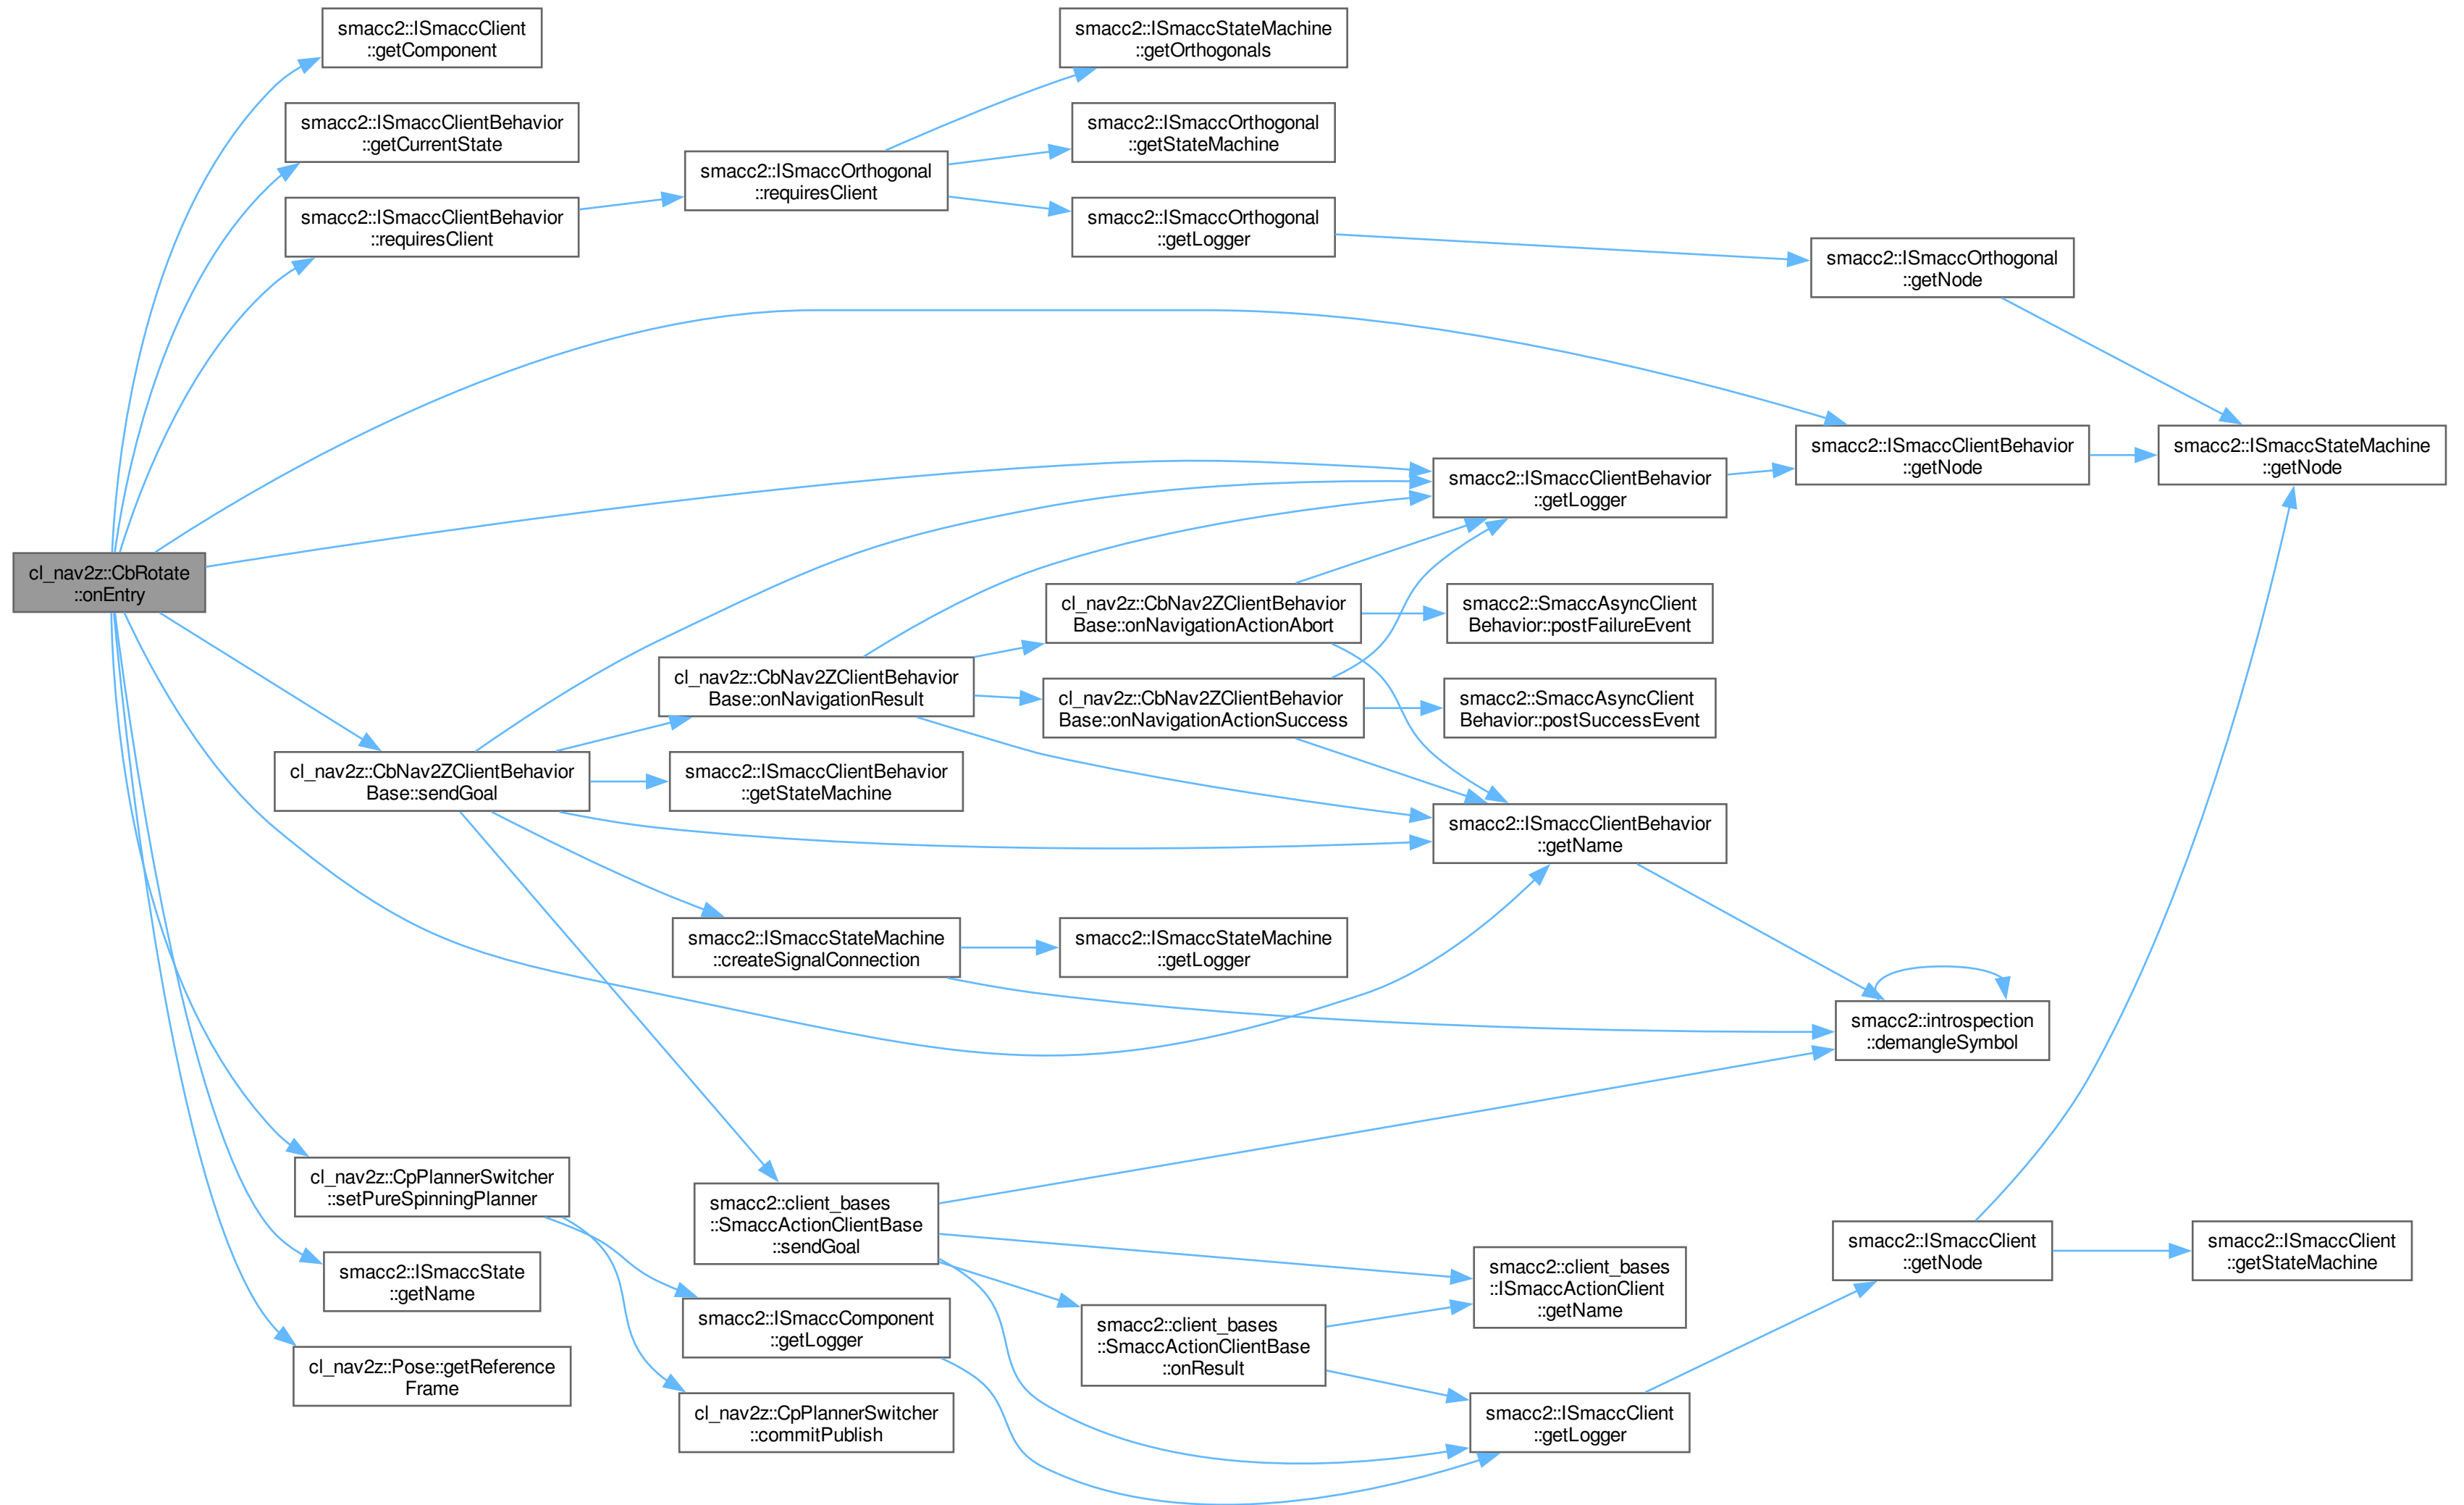 smacc2::ISmaccClient
::getComponent
smacc2::ISmaccStateMachine
::getOrthogonals
smacc2::ISmaccClientBehavior
::getCurrentState
smacc2::ISmaccOrthogonal
::getStateMachine
smacc2::ISmaccOrthogonal
::requiresClient
smacc2::ISmaccClientBehavior
::requiresClient
smacc2::ISmaccOrthogonal
::getLogger
smacc2::ISmaccOrthogonal
::getNode
smacc2::ISmaccClientBehavior
::getNode
smacc2::ISmaccStateMachine
::getNode
smacc2::ISmaccClientBehavior
::getLogger
cl_nav2z::CbRotate
::onEntry
cl_nav2z::CbNav2ZClientBehavior
Base::onNavigationActionAbort
smacc2::SmaccAsyncClient
Behavior::postFailureEvent
cl_nav2z::CbNav2ZClientBehavior
Base::onNavigationResult
cl_nav2z::CbNav2ZClientBehavior
Base::onNavigationActionSuccess
smacc2::SmaccAsyncClient
Behavior::postSuccessEvent
cl_nav2z::CbNav2ZClientBehavior
Base::sendGoal
smacc2::ISmaccClientBehavior
::getStateMachine
smacc2::ISmaccClientBehavior
::getName
smacc2::ISmaccStateMachine
::createSignalConnection
smacc2::ISmaccStateMachine
::getLogger
smacc2::introspection
::demangleSymbol
cl_nav2z::CpPlannerSwitcher
::setPureSpinningPlanner
smacc2::client_bases
::SmaccActionClientBase
::sendGoal
smacc2::ISmaccClient
::getNode
smacc2::ISmaccClient
::getStateMachine
smacc2::ISmaccState
::getName
smacc2::client_bases
::ISmaccActionClient
::getName
smacc2::ISmaccComponent
::getLogger
smacc2::client_bases
::SmaccActionClientBase
::onResult
cl_nav2z::Pose::getReference
Frame
cl_nav2z::CpPlannerSwitcher
::commitPublish
smacc2::ISmaccClient
::getLogger